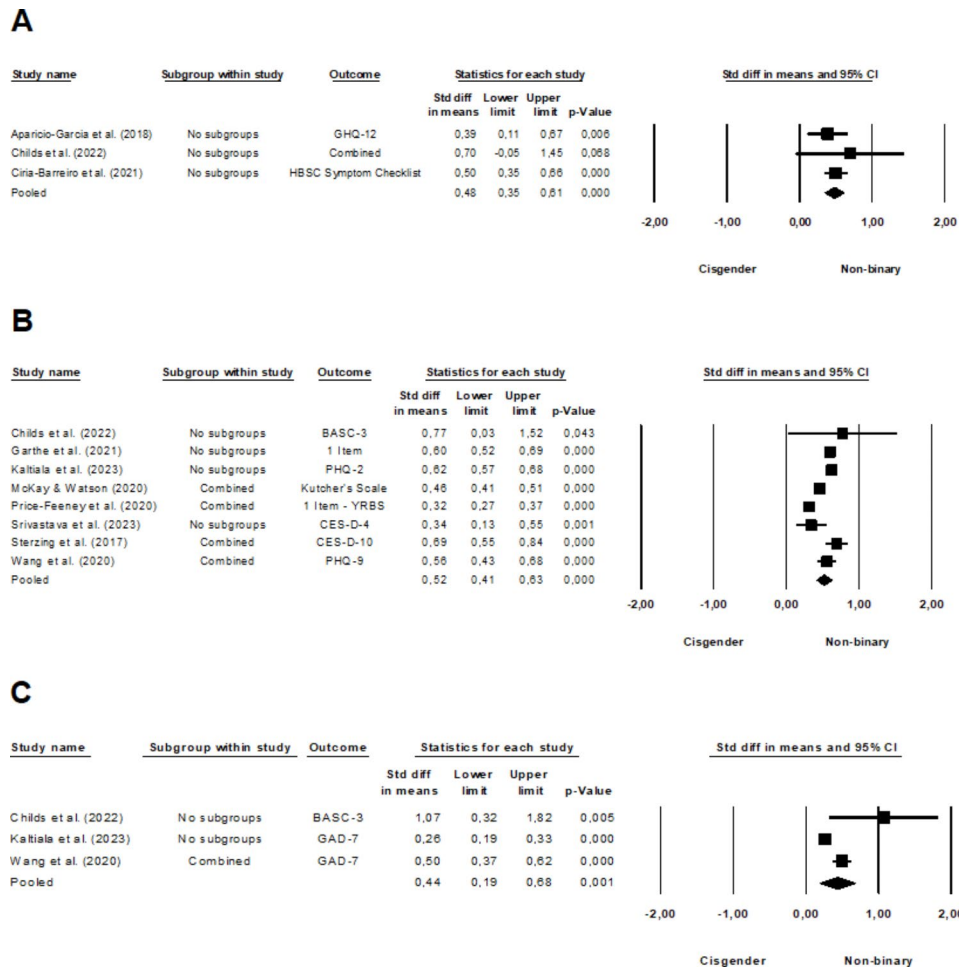 A
Study name Subgroup within study Outcome Statistics for each study Std diff in means and 95% CI
Std diff Lower Upper
in means limit limit p-Value
Aparicio-Garcia et al. (2018) No subgroups GHQ-12 0,39 0,11 0,67 0,006
Childs et al. (2022) No subgroups Combined 0,70 -0,05 1,45 0,068
Ciria-Barreiro et al. (2021) No subgroups HBSC Symptom Checklist 0,50 0,35 0,66 0,000
Pooled 0,48 0,35 0,61 0,000
-2,00 -1,00 0,00 1,00 2,00
Cisgender Non-binary
B
Study name Subgroup within study Outcome Statistics for each study Std diff in means and 95% CI
Std diff Lower Upper
in means limit limit p-Value
Childs et al. (2022) No subgroups BASC-3 0,77 0,03 1,52 0,043
Garthe et al. (2021) No subgroups 1 Item 0,60 0,52 0,69 0,000
Kaltiala et al. (2023) No subgroups PHQ-2 0,62 0,57 0,68 0,000
McKay & Watson (2020) Combined Kutcher's Scale 0,46 0,41 0,51 0,000
Price-Feeney et al. (2020) Combined 1 Item - YRBS 0,32 0,27 0,37 0,000
Srivastava et al. (2023) No subgroups CES-D-4 0,34 0,13 0,55 0,001
Sterzing et al. (2017) Combined CES-D-10 0,69 0,55 0,84 0,000
Wang et al. (2020) Combined PHQ-9 0,56 0,43 0,68 0,000
Pooled 0,52 0,41 0,63 0,000
-2,00 -1,00 0,00 1,00 2,00
Cisgender Non-binary
C
Study name Subgroup within study Outcome Statistics for each study Std diff in means and 95% CI
Std diff Lower Upper
in means limit limit p-Value
Childs et al. (2022) No subgroups BASC-3 1,07 0,32 1,82 0,005
Kaltiala et al. (2023) No subgroups GAD-7 0,26 0,19 0,33 0,000
Wang et al. (2020) Combined GAD-7 0,50 0,37 0,62 0,000
Pooled 0,44 0,19 0,68 0,001
-2,00 -1,00 0,00 1,00 2,00
Cisgender Non-binary